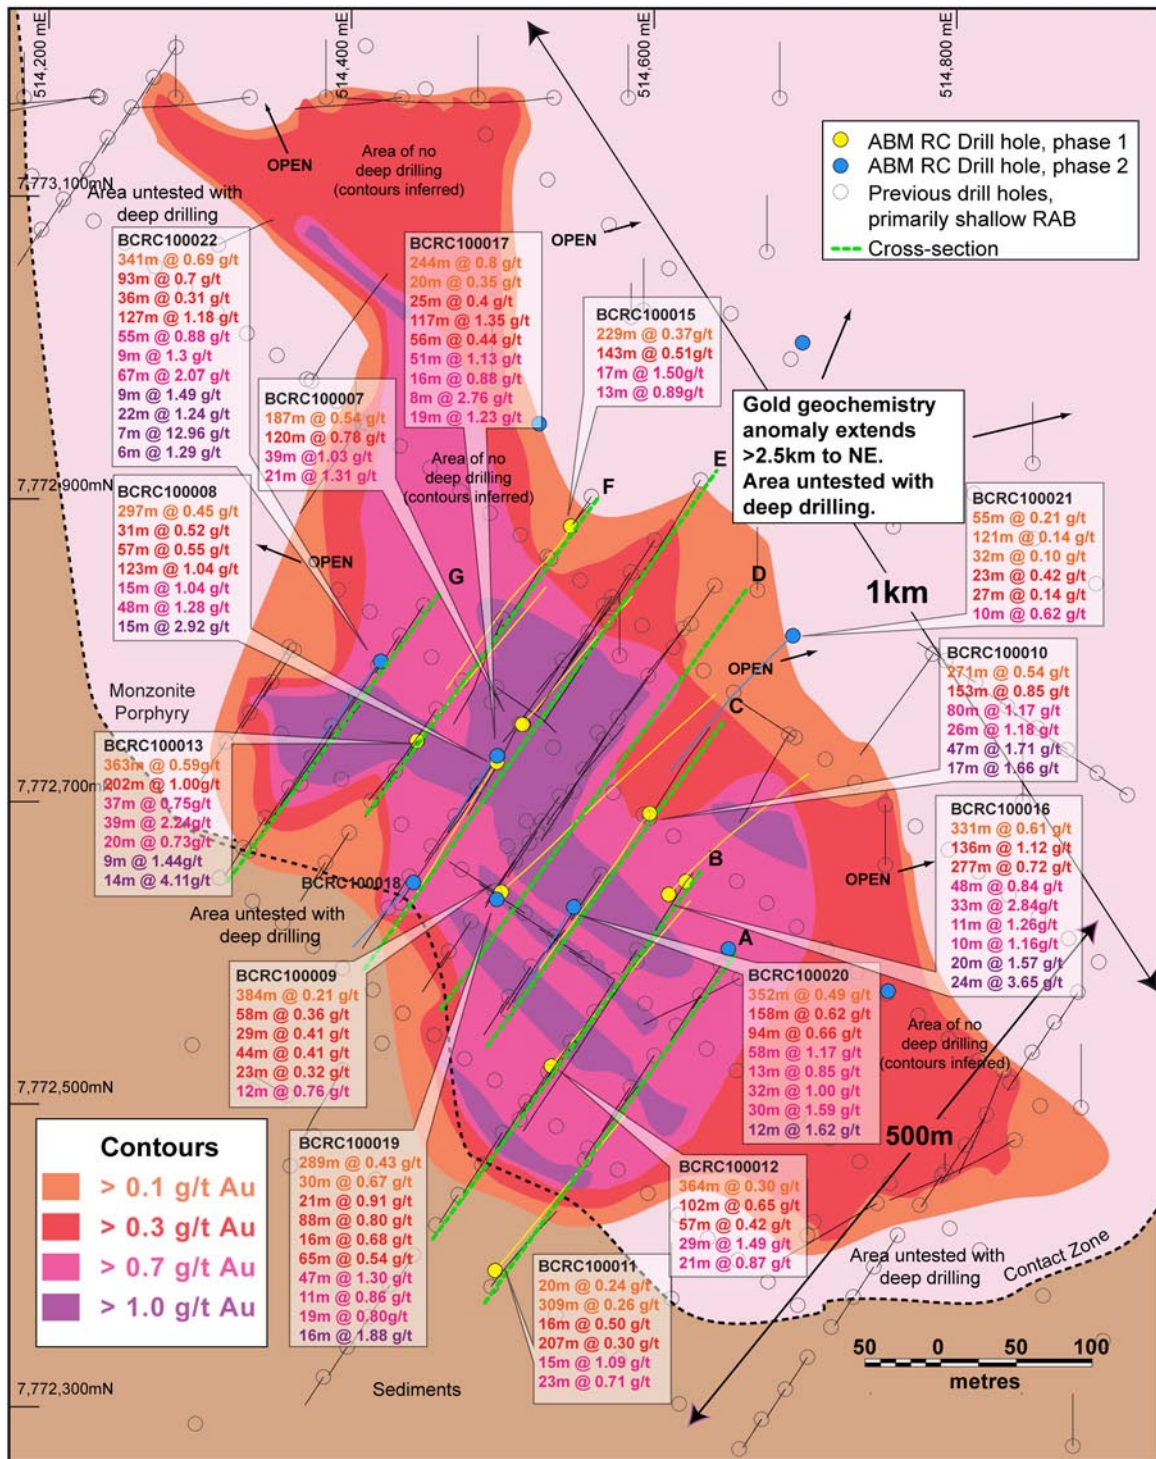 514,200 mE
514,400 mE
514,600 mE
514,800 mE
ABM RC Drill hole, phase 1
ABM RC Drill hole, phase 2
Previous drill holes,
primarily shallow RAB
Cross-section
7,773,100mN
Area untested with
deep drilling
OPEN
Area of no
deep drilling
(contours inferred)
OPEN
BCRC100022
341m @ 0.69 g/t
93m @ 0.7 g/t
36m @ 0.31 g/t
127m @ 1.18 g/t
55m @ 0.88 g/t
9m @ 1.3 g/t
67m @ 2.07 g/t
9m @ 1.49 g/t
22m @ 1.24 g/t
7m @ 12.96 g/t
6m @ 1.29 g/t
BCRC100017
244m @ 0.8 g/t
20m @ 0.35 g/t
25m @ 0.4 g/t
117m @ 1.35 g/t
56m @ 0.44 g/t
51m @ 1.13 g/t
16m @ 0.88 g/t
8m @ 2.76 g/t
19m @ 1.23 g/t
BCRC100015
229m @ 0.37g/t
143m @ 0.51g/t
17m @ 1.50g/t
13m @ 0.89g/t
BCRC100007
187m @ 0.54 g/t
120m @ 0.78 g/t
39m @1.03 g/t
21m @ 1.31 g/t
Gold geochemistry
anomaly extends
>2.5km to NE.
Area untested with
deep drilling.
Area of no
deep drilling
(contours inferred)
7,772,900mN
BCRC100008
297m @ 0.45 g/t
31m @ 0.52 g/t
57m @ 0.55 g/t
123m @ 1.04 g/t
15m @ 1.04 g/t
48m @ 1.28 g/t
15m @ 2.92 g/t
OPEN
F
E
G
D
C
B
A
BCRC100021
55m @ 0.21 g/t
121m @ 0.14 g/t
32m @ 0.10 g/t
23m @ 0.42 g/t
27m @ 0.14 g/t
10m @ 0.62 g/t
1km
OPEN
BCRC100010
271m @ 0.54 g/t
153m @ 0.85 g/t
80m @ 1.17 g/t
26m @ 1.18 g/t
47m @ 1.71 g/t
17m @ 1.66 g/t
Monzonite
Porphyry
BCRC100013
363m @ 0.59g/t
202m @ 1.00g/t
37m @ 0.75g/t
39m @ 2.24g/t
20m @ 0.73g/t
9m @ 1.44g/t
14m @ 4.11g/t
7,772,700mN
BCRC100016
331m @ 0.61 g/t
136m @ 1.12 g/t
277m @ 0.72 g/t
48m @ 0.84 g/t
33m @ 2.84g/t
11m @ 1.26g/t
10m @ 1.16g/t
20m @ 1.57 g/t
24m @ 3.65 g/t
OPEN
BCRC100018
Area untested with
deep drilling
BCRC100009
384m @ 0.21 g/t
58m @ 0.36 g/t
29m @ 0.41 g/t
44m @ 0.41 g/t
23m @ 0.32 g/t
12m @ 0.76 g/t
BCRC100020
352m @ 0.49 g/t
158m @ 0.62 g/t
94m @ 0.66 g/t
58m @ 1.17 g/t
13m @ 0.85 g/t
32m @ 1.00 g/t
30m @ 1.59 g/t
12m @ 1.62 g/t
Area of no
deep drilling
(contours inferred)
500m
7,772,500mN
Contours
> 0.1 g/t Au
> 0.3 g/t Au
> 0.7 g/t Au
> 1.0 g/t Au
BCRC100019
289m @ 0.43 g/t
30m @ 0.67 g/t
21m @ 0.91 g/t
88m @ 0.80 g/t
16m @ 0.68 g/t
65m @ 0.54 g/t
47m @ 1.30 g/t
11m @ 0.86 g/t
19m @ 0.80g/t
16m @ 1.88 g/t
BCRC100012
364m @ 0.30 g/t
102m @ 0.65 g/t
57m @ 0.42 g/t
29m @ 1.49 g/t
21m @ 0.87 g/t
BCRC100011
20m @ 0.24 g/t
309m @ 0.26 g/t
16m @ 0.50 g/t
207m @ 0.30 g/t
15m @ 1.09 g/t
23m @ 0.71 g/t
Area untested with
deep drilling
Contact Zone
50 0 50 100
metres
7,772,300mN
Sediments